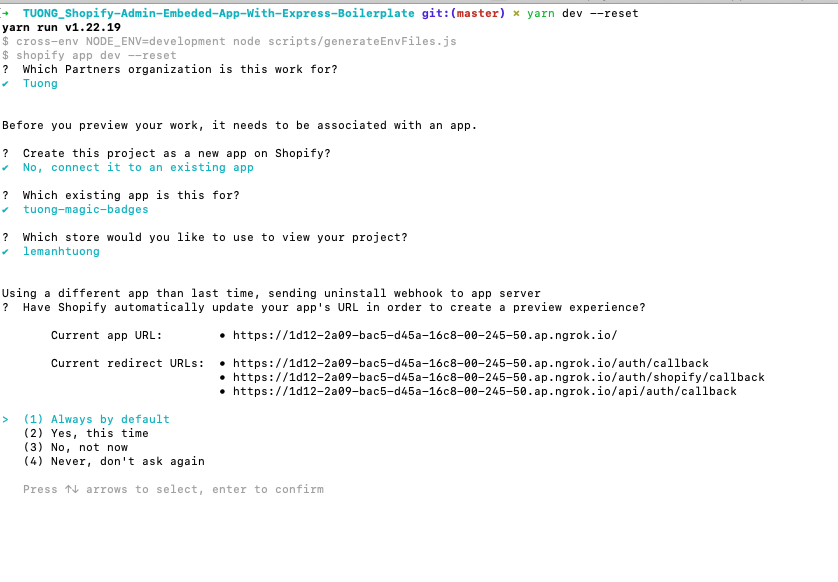 →  TUONG_Shopify-Admin-Embeded-App-With-Express-Boilerplate git:(master) ✗ yarn dev --reset
yarn run v1.22.19
$ cross-env NODE_ENV=development node scripts/generateEnvFiles.js
$ shopify app dev --reset
?  Which Partners organization is this work for?
✔  Tuong
Before you preview your work, it needs to be associated with an app.
?  Create this project as a new app on Shopify?
✔  No, connect it to an existing app
?  Which existing app is this for?
✔  tuong-magic-badges
?  Which store would you like to use to view your project?
✔  lemanhtuong
Using a different app than last time, sending uninstall webhook to app server
?  Have Shopify automatically update your app's URL in order to create a preview experience?
Current app URL:        • https://1d12-2a09-bac5-d45a-16c8-00-245-50.ap.ngrok.io/
Current redirect URLs:  • https://1d12-2a09-bac5-d45a-16c8-00-245-50.ap.ngrok.io/auth/callback
• https://1d12-2a09-bac5-d45a-16c8-00-245-50.ap.ngrok.io/auth/shopify/callback
• https://1d12-2a09-bac5-d45a-16c8-00-245-50.ap.ngrok.io/api/auth/callback
>  (1) Always by default
(2) Yes, this time
(3) No, not now
(4) Never, don't ask again
Press ↑↓ arrows to select, enter to confirm